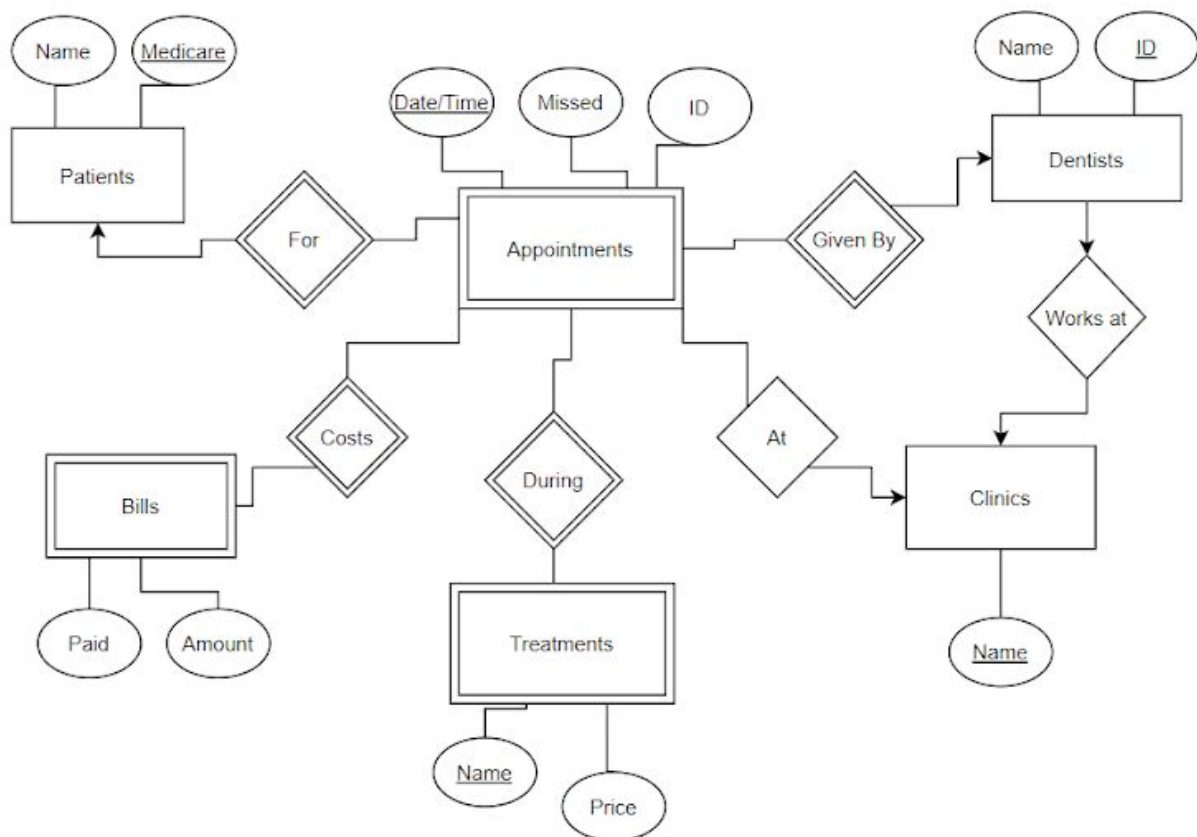 Name
Medicare
Date/Time
Missed
ID
Name
ID
Patients
Dentists
For
Appointments
Given By
Works at
Costs
During
At
Bills
Clinics
Paid
Amount
Treatments
Name
Name
Price